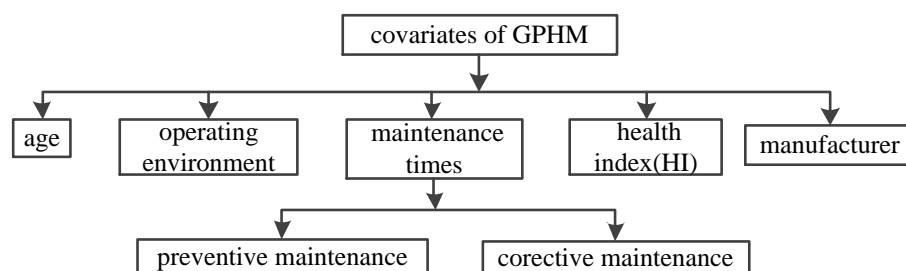 covariates of GPHM
age
operating
environment
maintenance
times
health
index(HI)
manufacturer
preventive maintenance
corective maintenance